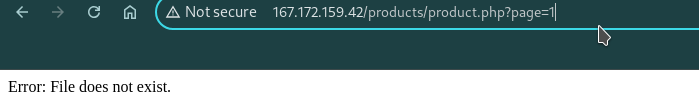 Not secure 167.172.159.42/products/product.php?page=1
Error: File does not exist.